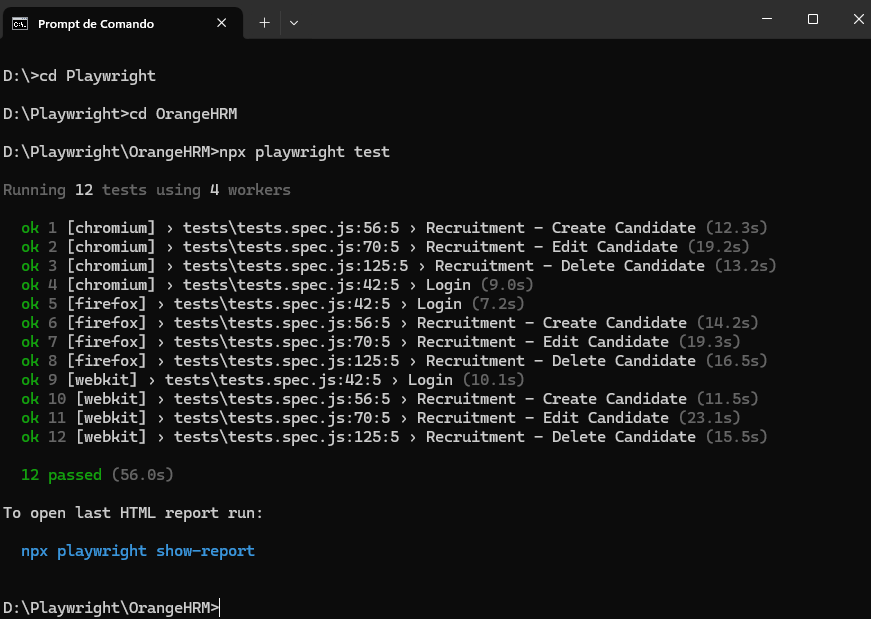 Prompt de Comando
D:\>cd Playwright
D:\Playwright>cd OrangeHRM
D:\Playwright\OrangeHRM>npx playwright test
Running 12 tests using 4 workers
ok 1 [chromium] › tests\tests.spec.js:56:5 › Recruitment - Create Candidate (12.3s)
ok 2 [chromium] › tests\tests.spec.js:70:5 › Recruitment - Edit Candidate (19.2s)
ok 3 [chromium] › tests\tests.spec.js:125:5 › Recruitment - Delete Candidate (13.2s)
ok 4 [chromium] › tests\tests.spec.js:42:5 › Login (9.0s)
ok 5 [firefox] › tests\tests.spec.js:42:5 › Login (7.2s)
ok 6 [firefox] › tests\tests.spec.js:56:5 › Recruitment - Create Candidate (14.2s)
ok 7 [firefox] › tests\tests.spec.js:70:5 › Recruitment - Edit Candidate (19.3s)
ok 8 [firefox] › tests\tests.spec.js:125:5 › Recruitment - Delete Candidate (16.5s)
ok 9 [webkit] › tests\tests.spec.js:42:5 › Login (10.1s)
ok 10 [webkit] › tests\tests.spec.js:56:5 › Recruitment - Create Candidate (11.5s)
ok 11 [webkit] › tests\tests.spec.js:70:5 › Recruitment - Edit Candidate (23.1s)
ok 12 [webkit] › tests\tests.spec.js:125:5 › Recruitment - Delete Candidate (15.5s)
12 passed (56.0s)
To open last HTML report run:
npx playwright show-report
D:\Playwright\OrangeHRM>